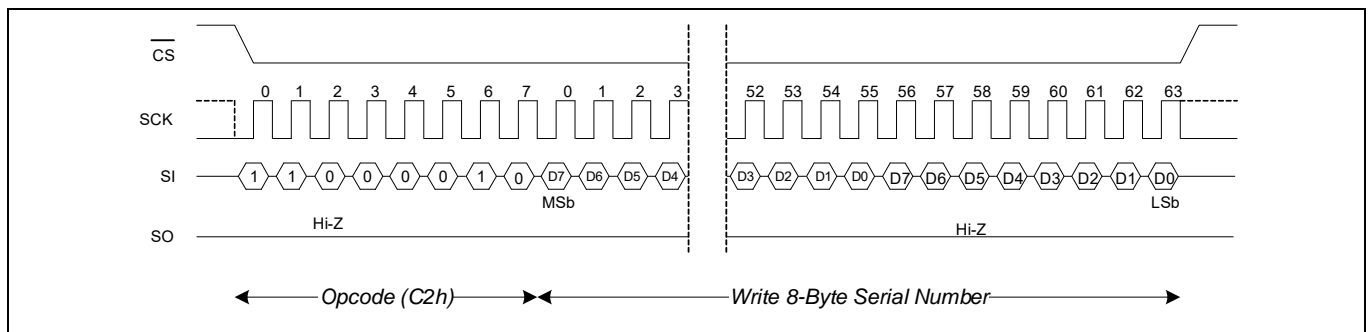 CS
0 1 2 3 4 5 6 7 0 1 2 3 52 53 54 55 56 57 58 59 60 61 62 63
SCK
SI 1 1 0 0 0 0 1 0 D7 D6 D5 D4 D3 D2 D1 D0 D7 D6 D5 D4 D3 D2 D1 D0
MSb LSb
Hi-Z Hi-Z
SO
Opcode (C2h) Write 8-Byte Serial Number